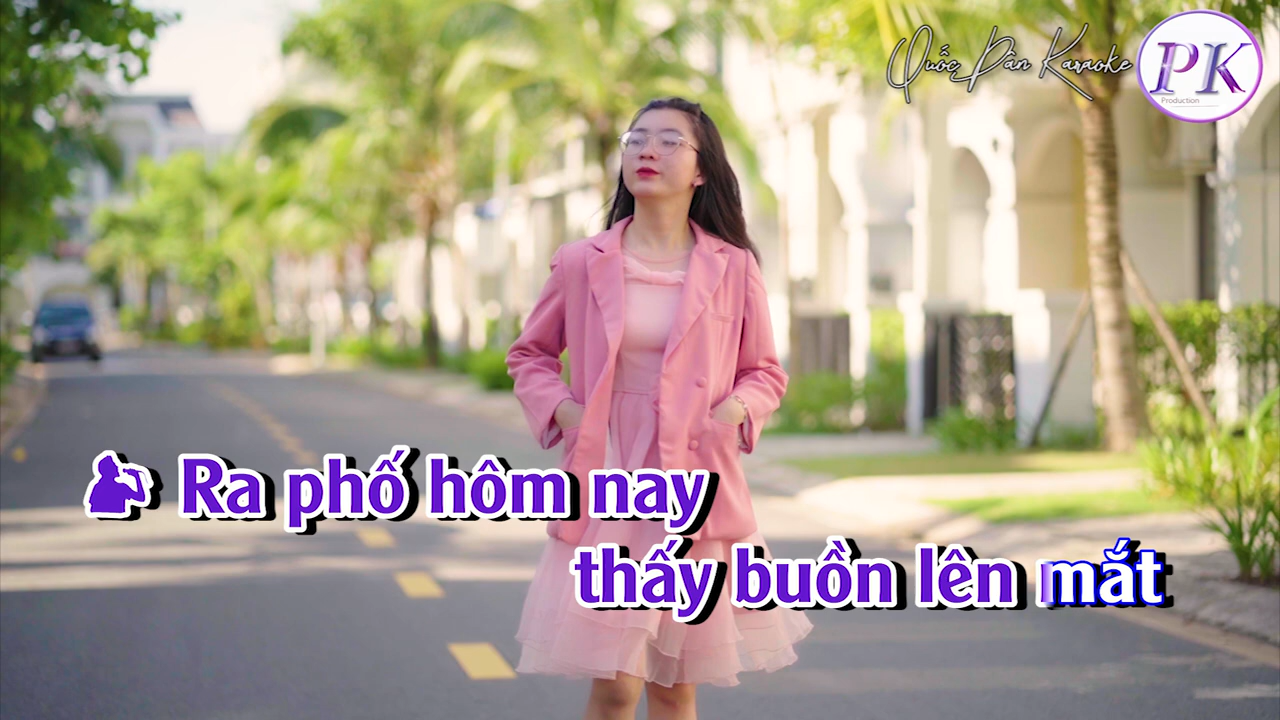 Quốc Dân Karaoke
PK
Production
Ra phố hôm nay
thấy buồn lên mắt